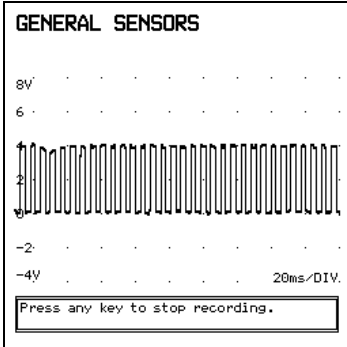 GENERAL SENSORS
8V
6
4
2
0
-2
-4V
20ms/DIV.
Press any key to stop recording.